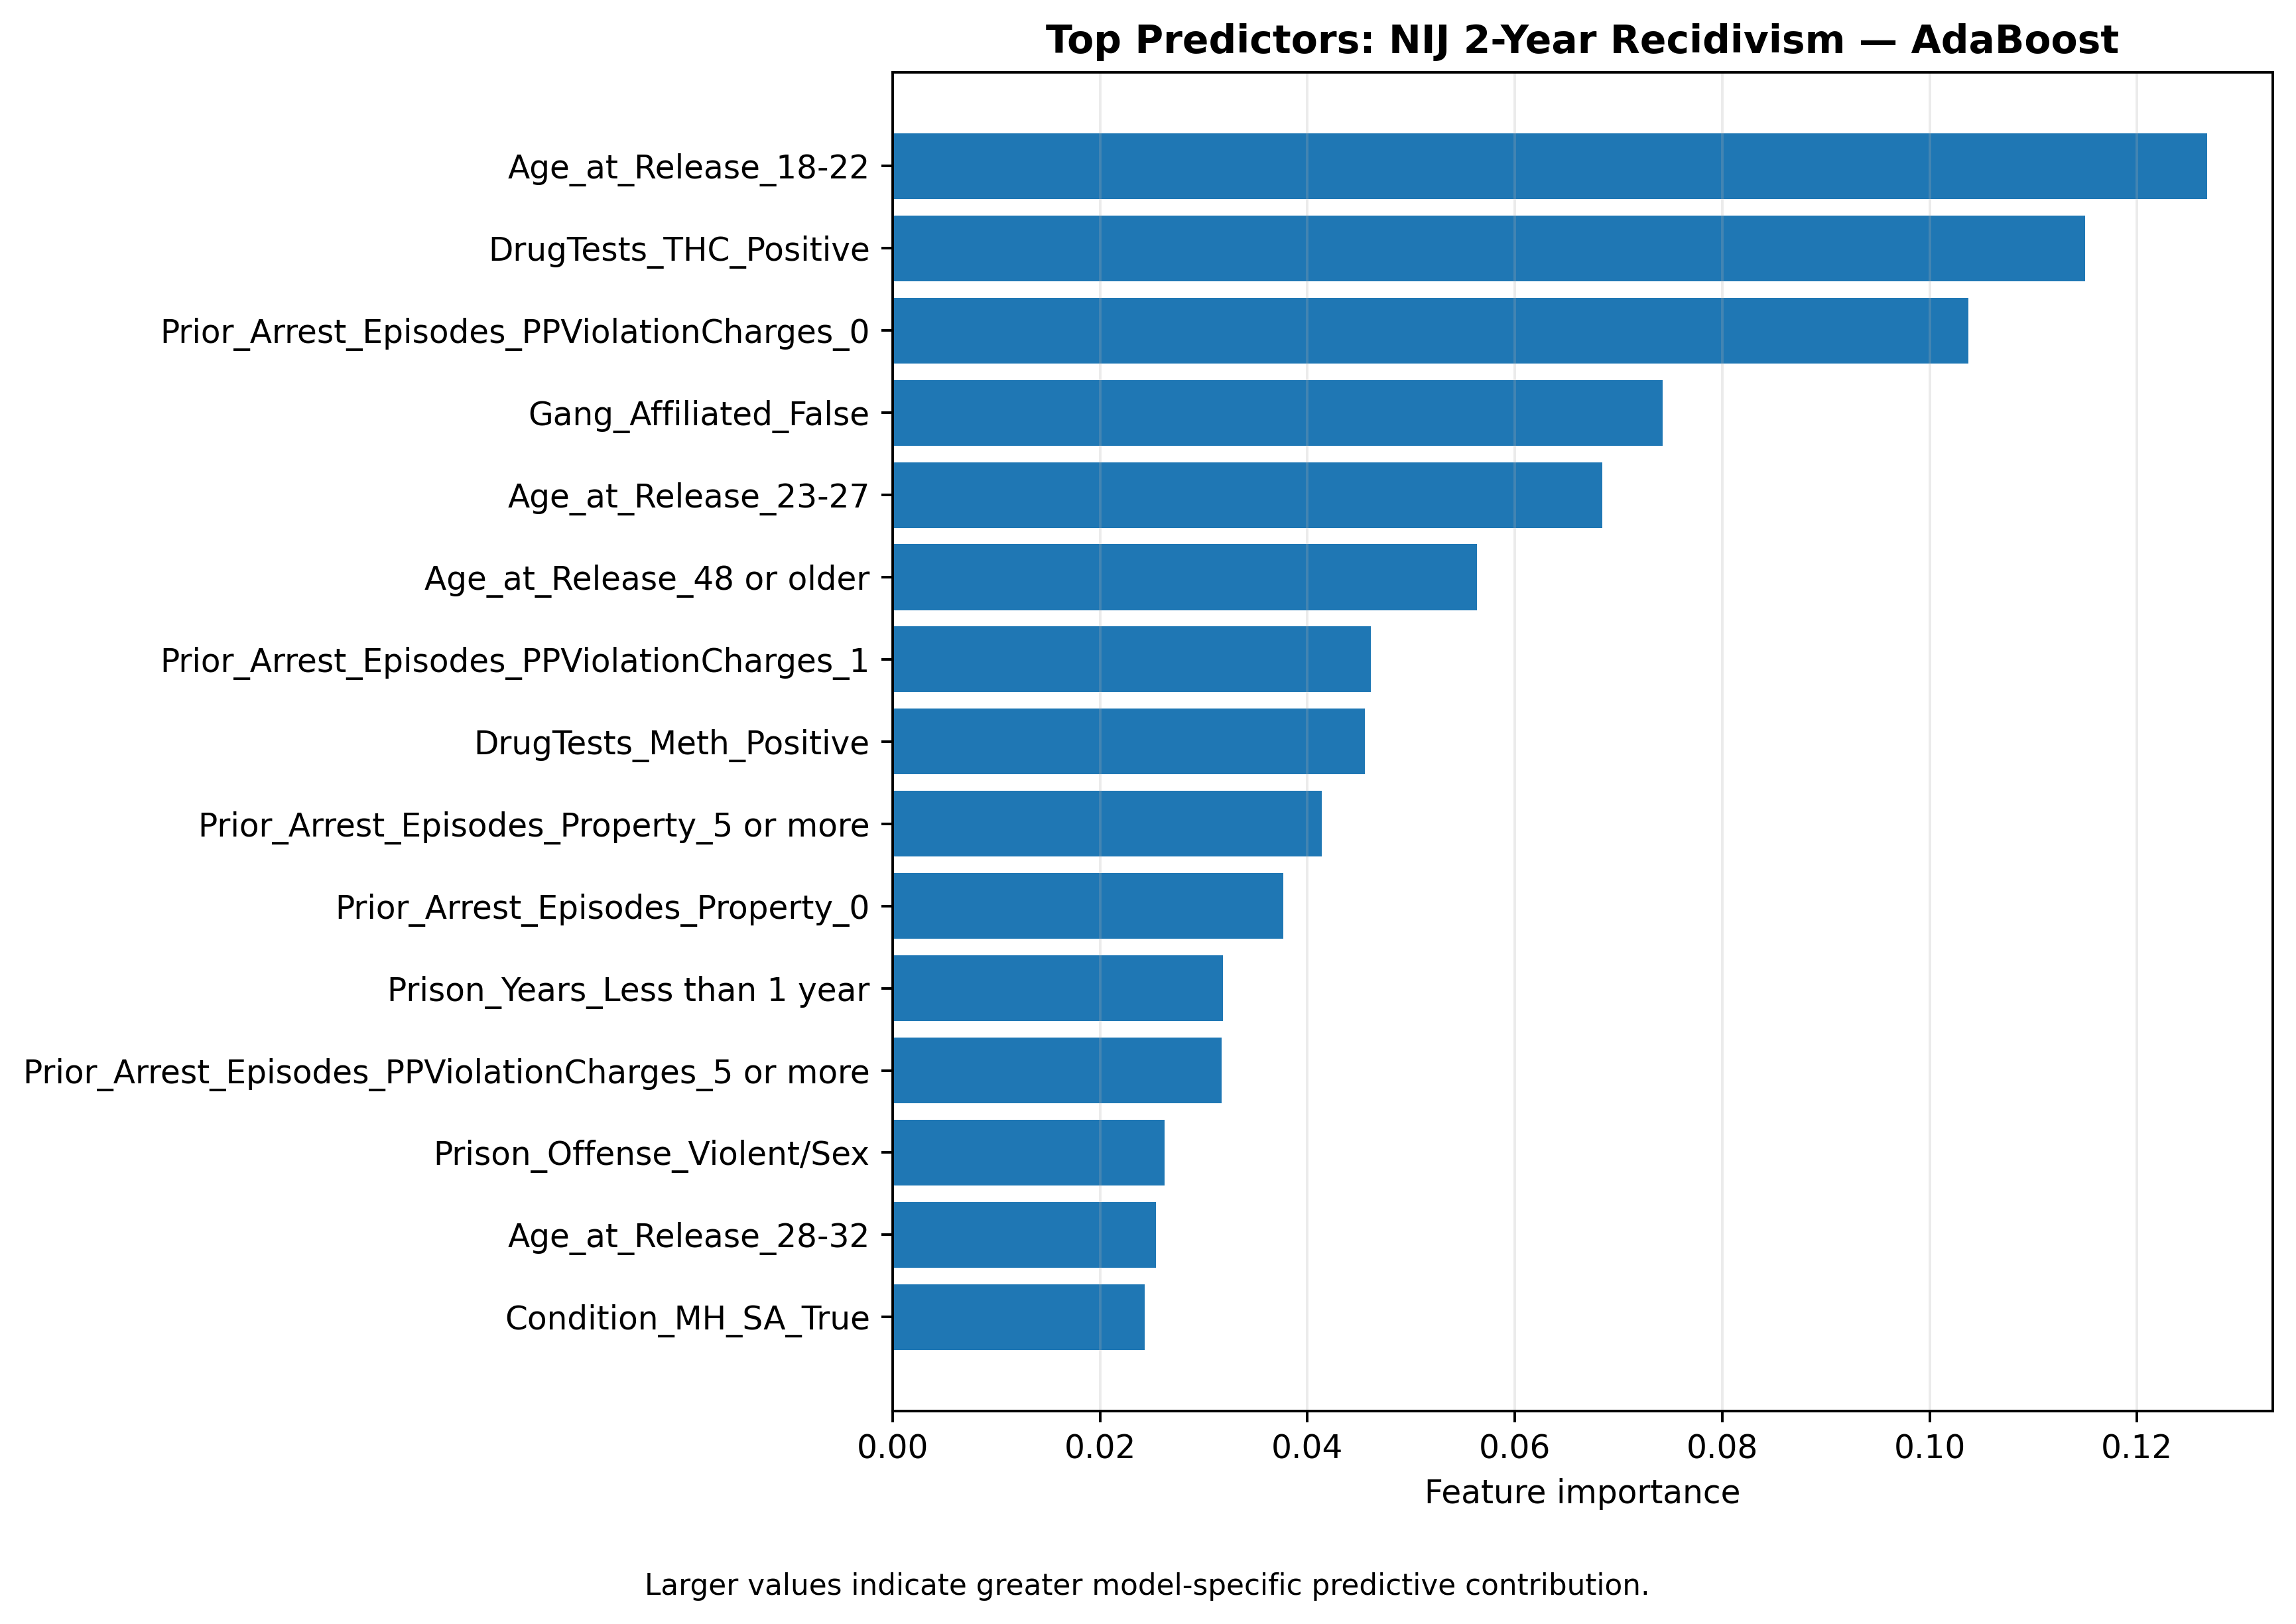 Top Predictors: NIJ 2-Year Recidivism — AdaBoost
Age_at_Release_18-22
DrugTests_THC_Positive
Prior_Arrest_Episodes_PPViolationCharges_0
Gang_Affiliated_False
Age_at_Release_23-27
Age_at_Release_48 or older
Prior_Arrest_Episodes_PPViolationCharges_1
DrugTests_Meth_Positive
Prior_Arrest_Episodes_Property_5 or more
Prior_Arrest_Episodes_Property_0
Prison_Years_Less than 1 year
Prior_Arrest_Episodes_PPViolationCharges_5 or more
Prison_Offense_Violent/Sex
Age_at_Release_28-32
Condition_MH_SA_True
0.00 0.02 0.04 0.06 0.08 0.10 0.12
Feature importance
Larger values indicate greater model-specific predictive contribution.